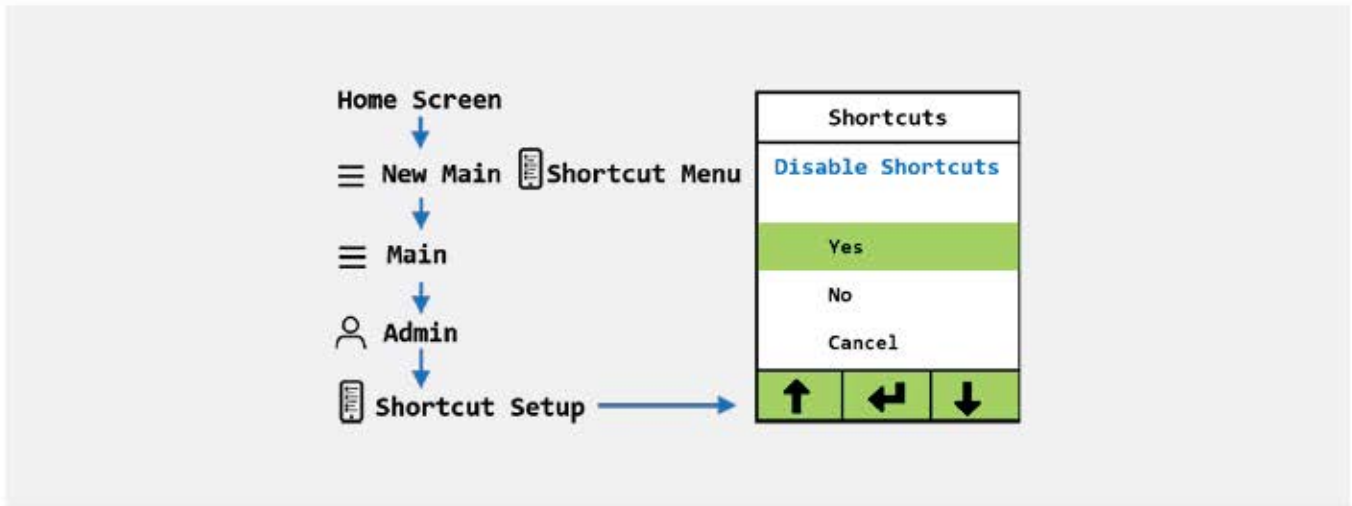 Home Screen
New Main Shortcut Menu
Main
Admin
Shortcut Setup
Shortcuts
Disable Shortcuts
Yes
No
Cancel